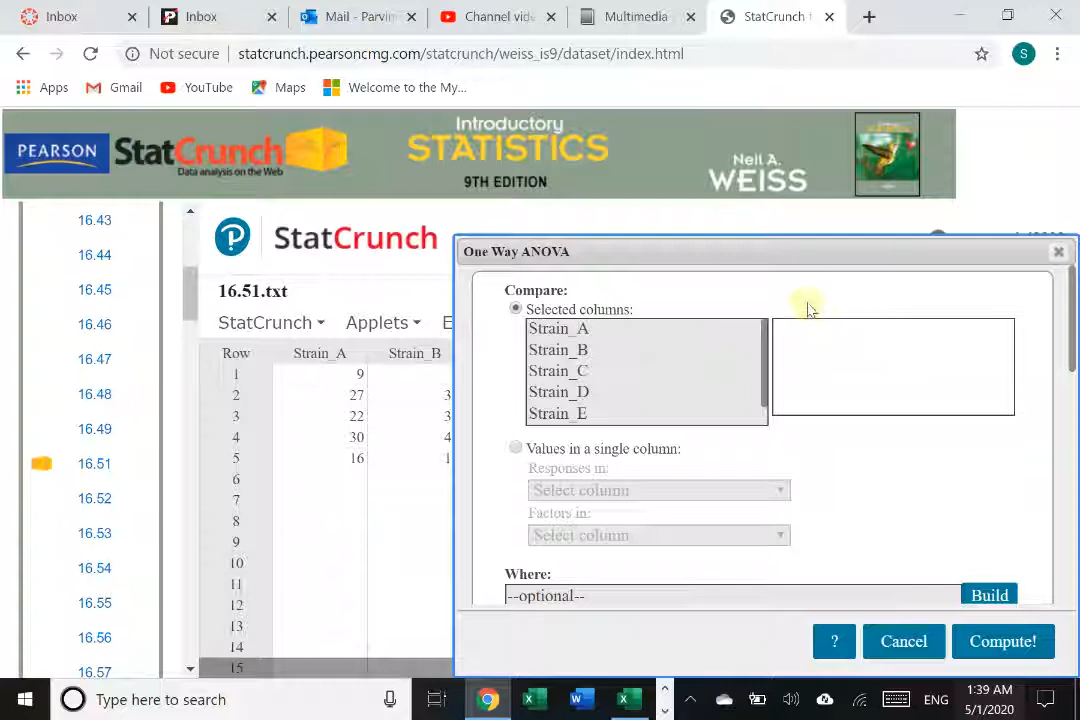 Inbox
Inbox
Mail - Parvim
Channel vide
Multimedia
StatCrunch
Not secure
statcrunch.pearsoncmg.com/statcrunch/weiss_is9/dataset/index.html
S
Apps
Gmail
YouTube
Maps
Welcome to the My...
PEARSON
StatCrunch
Data analysis on the Web
Introductory
STATISTICS
9TH EDITION
Neil A.
WEISS
16.43
16.44
16.45
16.46
16.47
16.48
16.49
16.51
16.52
16.53
16.54
16.55
16.56
16.57
StatCrunch
16.51.txt
StatCrunch
Applets
E
Row Strain_A Strain_B
1 9
2 27 3
3 22 3
4 30 4
5 16 1
6
7
8
9
10
11
12
13
14
15
One Way ANOVA
Compare:
Selected columns:
Strain_A
Strain_B
Strain_C
Strain_D
Strain_E
Values in a single column:
Responses in:
Select column
Factors in:
Select column
Where:
--optional--
Build
?
Cancel
Compute!
Type here to search
ENG
1:39 AM
5/1/2020